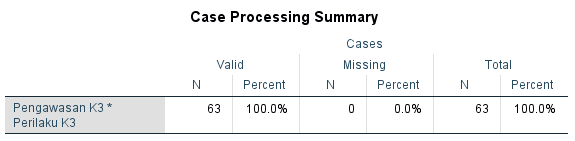 Case Processing Summary
Cases
Valid Missing Total
N Percent N Percent N Percent
Pengawasan K3 * 63 100.0% 0 0.0% 63 100.0%
Perilaku K3